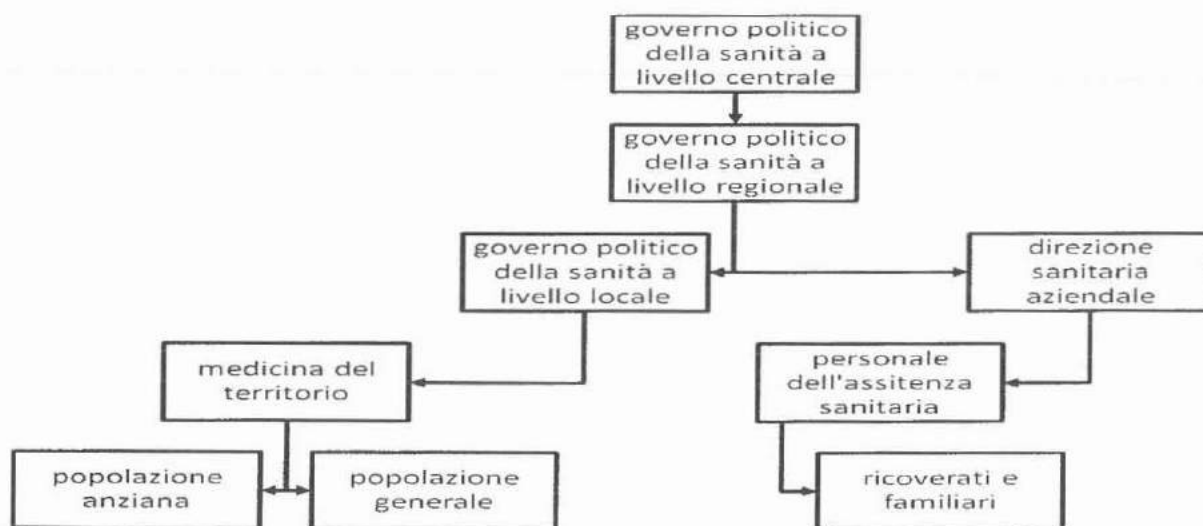 governo politico
della sanità a
livello centrale
governo politico
della sanità a
livello regionale
governo politico
della sanità a
livello locale
direzione
sanitaria
aziendale
medicina del
territorio
personale
dell'assitenza
sanitaria
popolazione
anziana
popolazione
generale
ricoverati e
familiari